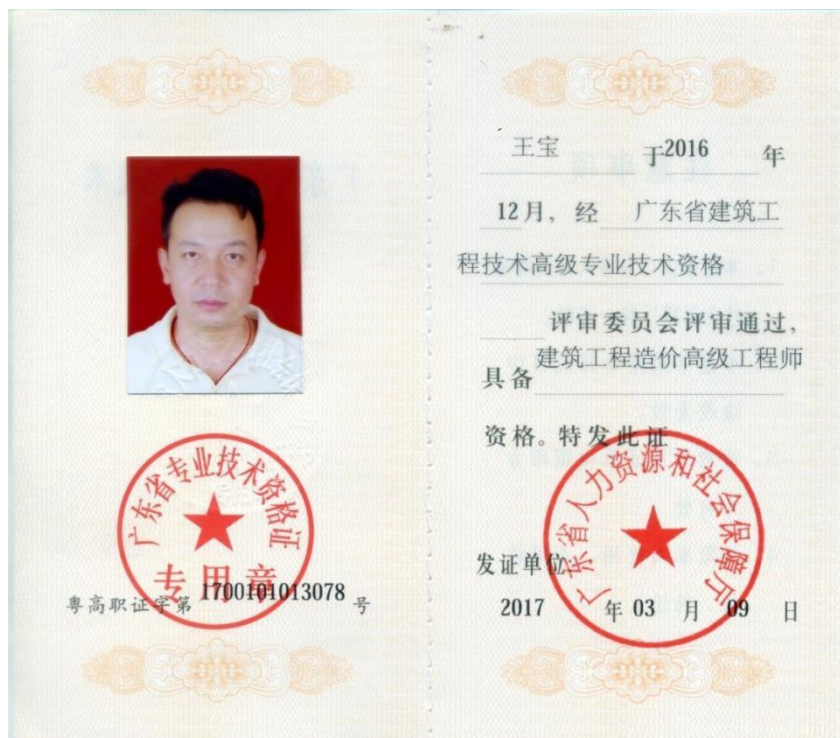 广东省专业技术资格证
专用章
粤高职证字第 1700101013078 号
王宝 于2016 年
12月，经 广东省建筑工
程技术高级专业技术资格
评审委员会评审通过，
具备 建筑工程造价高级工程师
资格。特发此证
广东省人力资源和社会保障厅
发证单位
2017 年 03 月 09 日